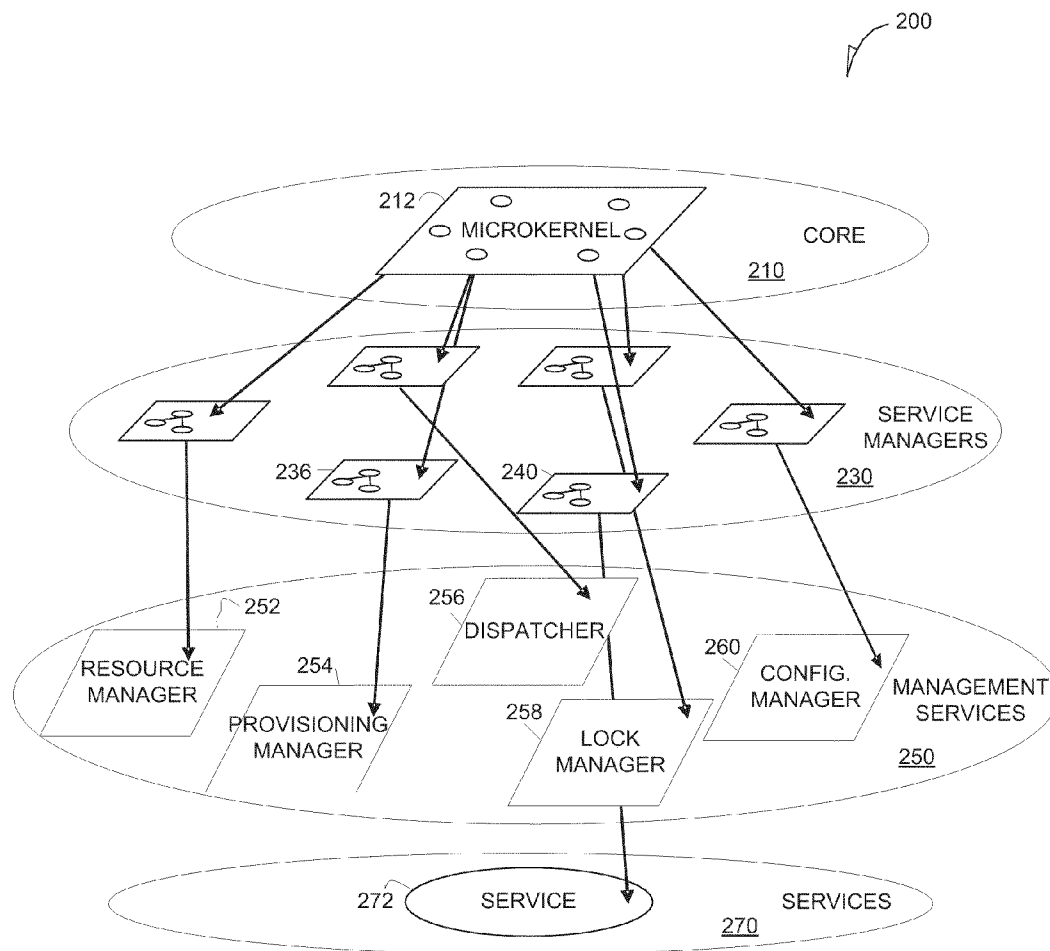 200
212
MICROKERNEL
CORE
210
SERVICE
MANAGERS
236
240
230
252
256
DISPATCHER
RESOURCE
MANAGER
254
260
CONFIG.
MANAGER
MANAGEMENT
SERVICES
PROVISIONING
MANAGER
258
LOCK
MANAGER
250
272
SERVICE
SERVICES
270